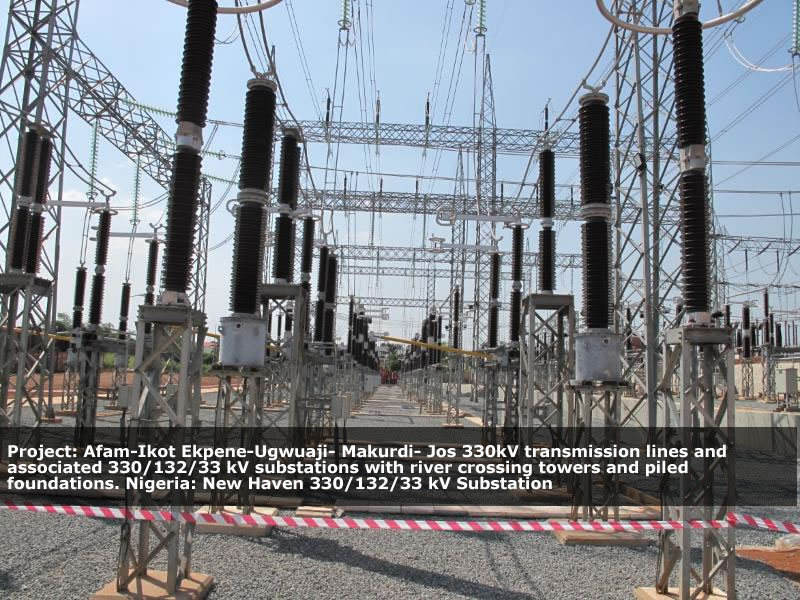 Project: Afam-Ikot Ekpene-Ugwuaji- Makurdi- Jos 330kV transmission lines and
associated 330/132/33 kV substations with river crossing towers and piled
foundations. Nigeria: New Haven 330/132/33 kV Substation